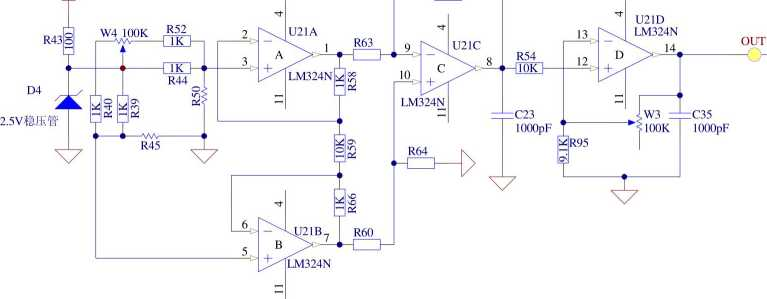 4
1
4
U21D
LM324N
OUT
R43
100
W4 100K
R52
1K
U21A
2
1
A
3
LM324N
R63
9
U21C
8
C
10
LM324N
R54
10K
13
14
D
12
R44
1K
R50
R58
1K
D4
2.5V稳压管
R40
1K
R39
1K
R45
11
11
11
C23
1000pF
W3
100K
C35
1000pF
R59
10K
R64
R95
9.1K
R66
1K
4
6
U21B
7
B
5
LM324N
R60
11